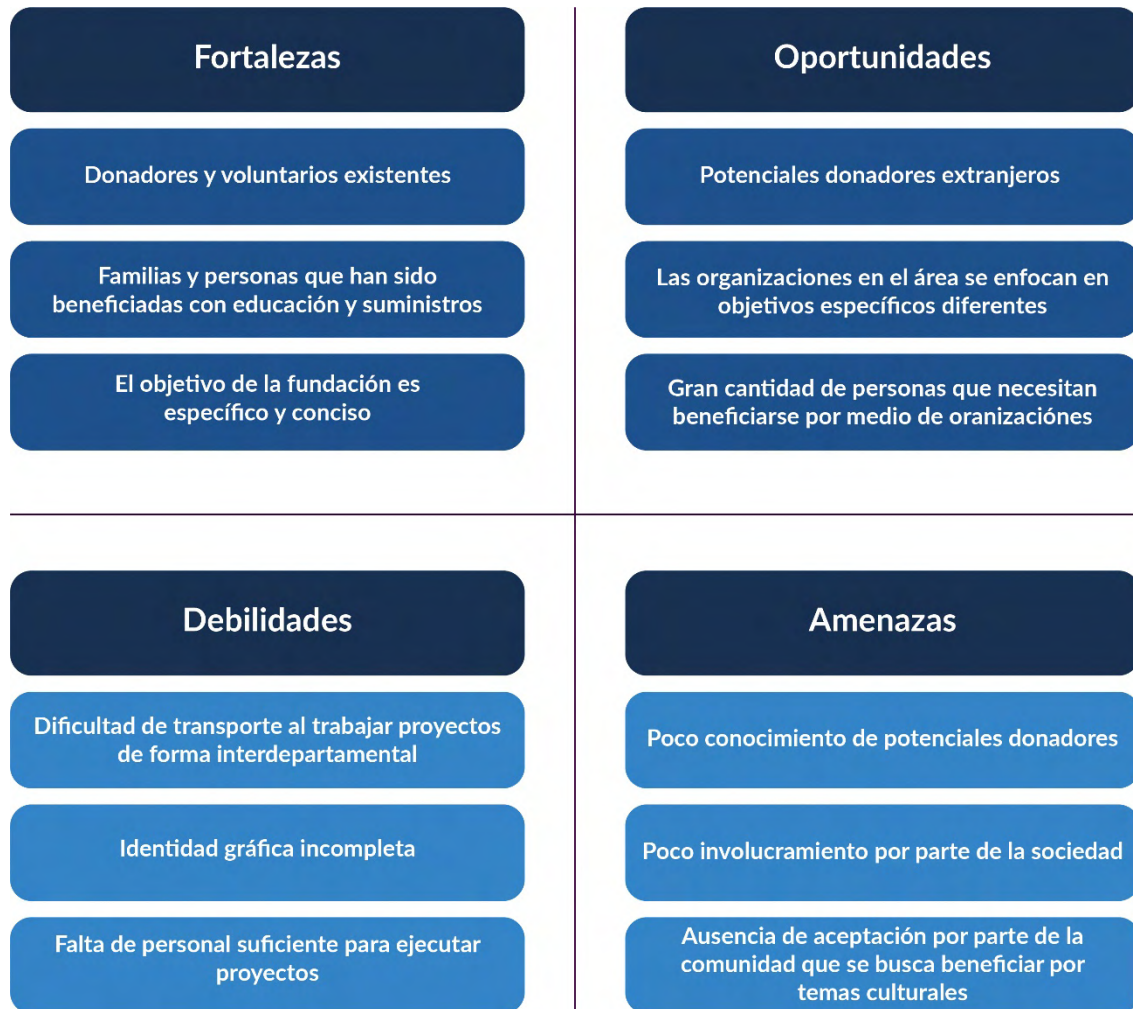 Fortalezas
Donadores y voluntarios existentes
Familias y personas que han sido
beneficiadas con educación y suministros
El objetivo de la fundación es
específico y conciso
Oportunidades
Potenciales donadores extranjeros
Las organizaciones en el área se enfocan en
objetivos específicos diferentes
Gran cantidad de personas que necesitan
beneficiarse por medio de oranizaciónes
Debilidades
Dificultad de transporte al trabajar proyectos
de forma interdepartamental
Identidad gráfica incompleta
Falta de personal suficiente para ejecutar
proyectos
Amenazas
Poco conocimiento de potenciales donadores
Poco involucramiento por parte de la sociedad
Ausencia de aceptación por parte de la
comunidad que se busca beneficiar por
temas culturales